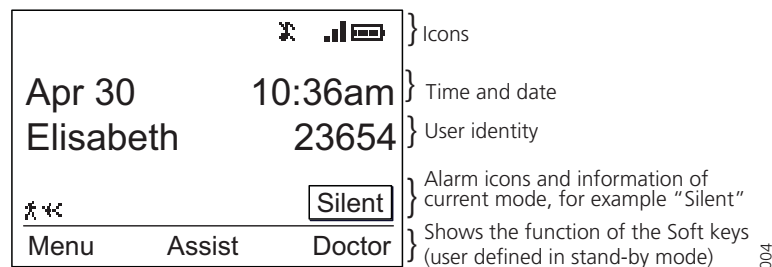 Icons
Apr 30 10:36am
Time and date
Elisabeth 23654
User identity
Silent
Alarm icons and information of
current mode, for example “Silent”
Menu Assist Doctor
Shows the function of the Soft keys
(user defined in stand-by mode)
004